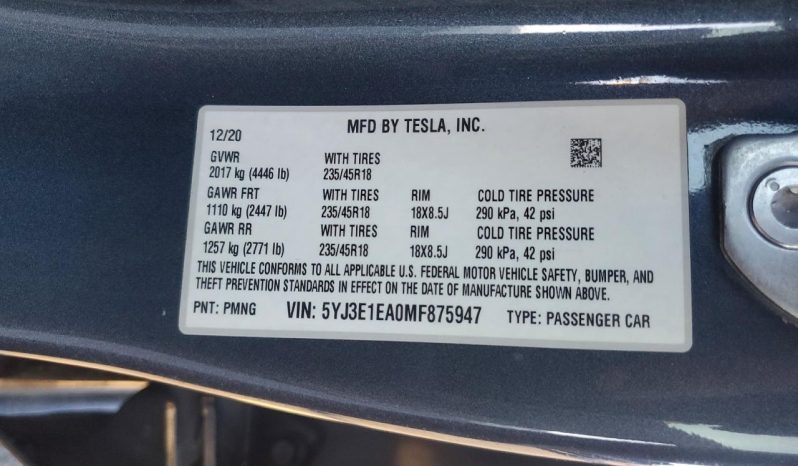 MFD BY TESLA, INC.
12/20
GVWR WITH TIRES
2017 kg (4446 lb) 235/45R18
GAWR FRT WITH TIRES RIM COLD TIRE PRESSURE
1110 kg (2447 lb) 235/45R18 18X8.5J 290 kPa, 42 psi
GAWR RR WITH TIRES RIM COLD TIRE PRESSURE
1257 kg (2771 lb) 235/45R18 18X8.5J 290 kPa, 42 psi
THIS VEHICLE CONFORMS TO ALL APPLICABLE U.S. FEDERAL MOTOR VEHICLE SAFETY, BUMPER, AND
THEFT PREVENTION STANDARDS IN EFFECT ON THE DATE OF MANUFACTURE SHOWN ABOVE.
PNT: PMNG VIN: 5YJ3E1EA0MF875947 TYPE: PASSENGER CAR